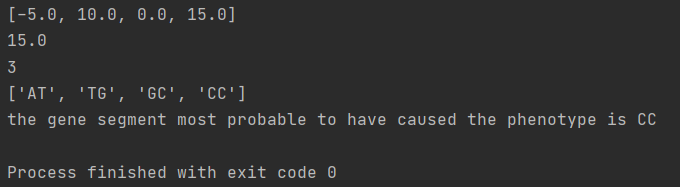 [-5.0, 10.0, 0.0, 15.0]
15.0
3
['AT', 'TG', 'GC', 'CC']
the gene segment most probable to have caused the phenotype is CC
Process finished with exit code 0